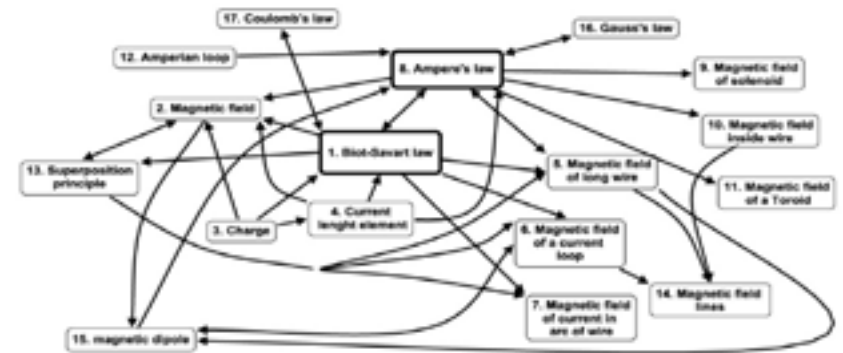 17. Coulomb's law
16. Gauss's law
12. Amperian loop
8. Ampere's law
9. Magnetic field
of solenoid
2. Magnetic field
10. Magnetic field
inside wire
1. Biot-Savart law
13. Superposition
principle
5. Magnetic field
of long wire
11. Magnetic field
of a Toroid
4. Current
lenght element
3. Charge
6. Magnetic field
of a current
loop
14. Magnetic field
lines
7. Magnetic field
of current in
arc of wire
15. magnetic dipole